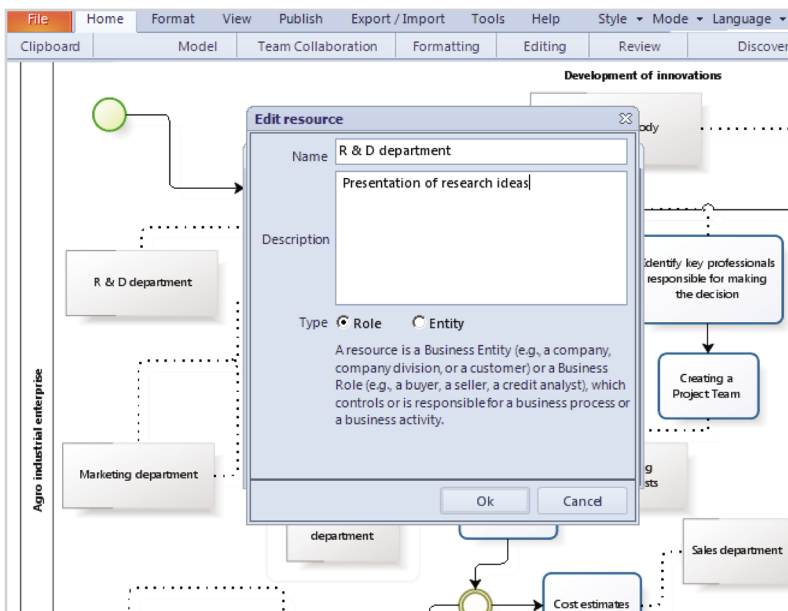 File Home Format View Publish Export / Import Tools Help Style Mode Language
Clipboard Model Team Collaboration Formatting Editing Review Discover
Development of innovations
Edit resource
Name R & D department
Presentation of research ideas
Description
Type Role Entity
A resource is a Business Entity (e.g., a company,
company division, or a customer) or a Business
Role (e.g., a buyer, a seller, a credit analyst), which
controls or is responsible for a business process or
a business activity.
Ok Cancel
ody
R & D department
Identify key professionals
responsible for making
the decision
Creating a
Project Team
Agro industrial enterprise
Marketing department
g
sts
department
Sales department
Cost estimates